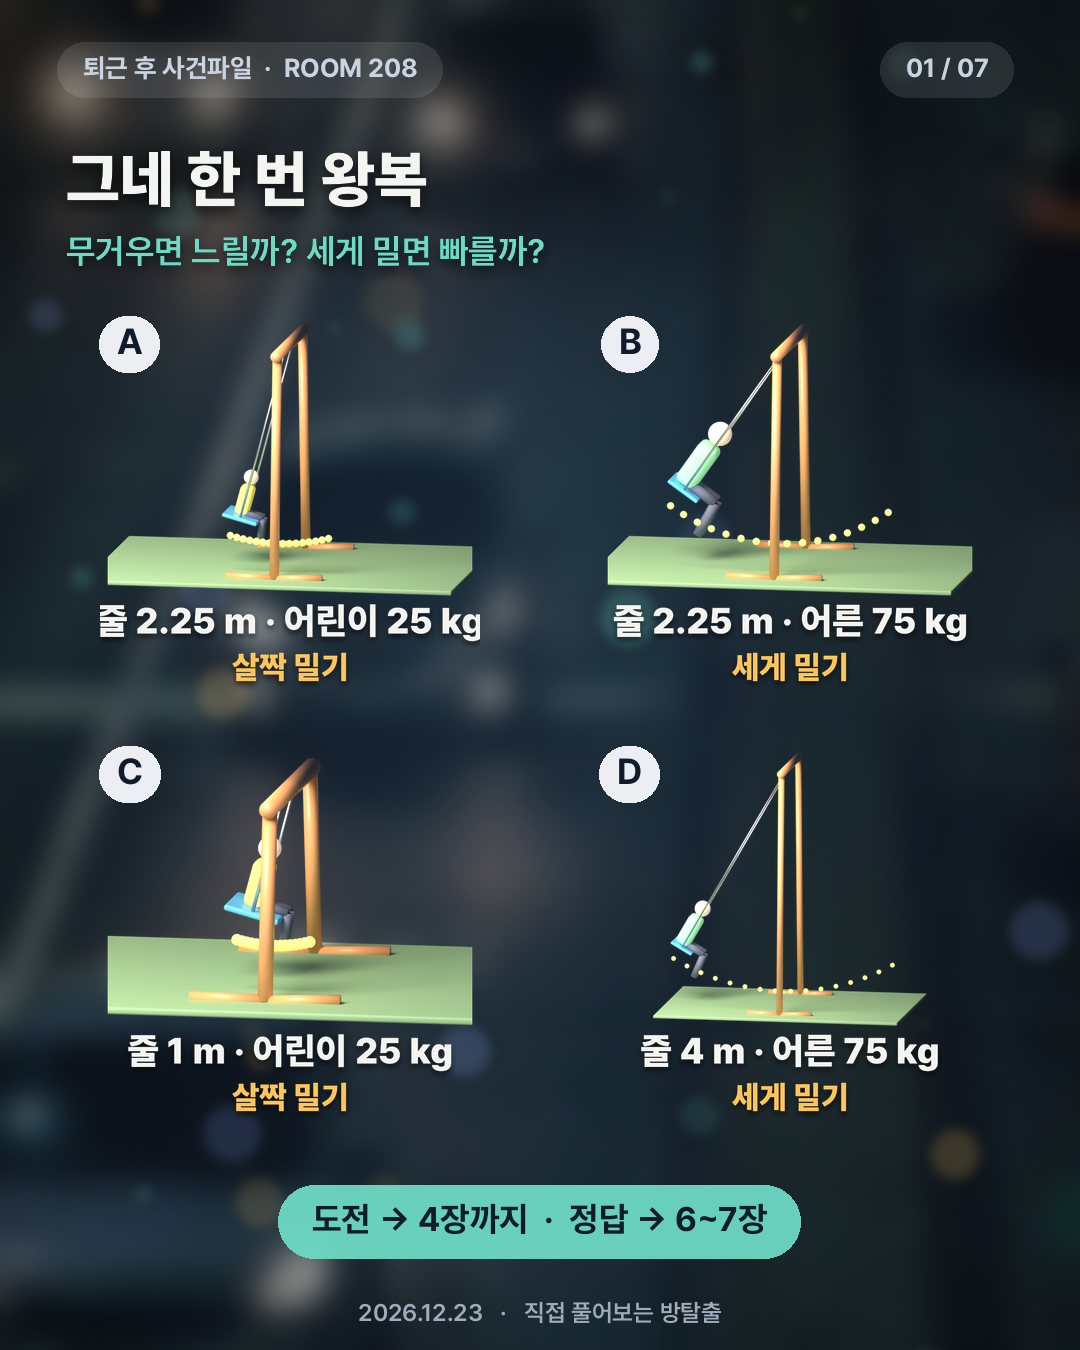 퇴근 후 사건파일 · ROOM 208
01 / 07
그네 한 번 왕복
무거우면 느릴까? 세게 밀면 빠를까?
A
B
줄 2.25 m · 어린이 25 kg
살짝 밀기
줄 2.25 m · 어른 75 kg
세게 밀기
C
D
줄 1 m · 어린이 25 kg
살짝 밀기
줄 4 m · 어른 75 kg
세게 밀기
도전 → 4장까지 · 정답 → 6~7장
2026.12.23 · 직접 풀어보는 방탈출